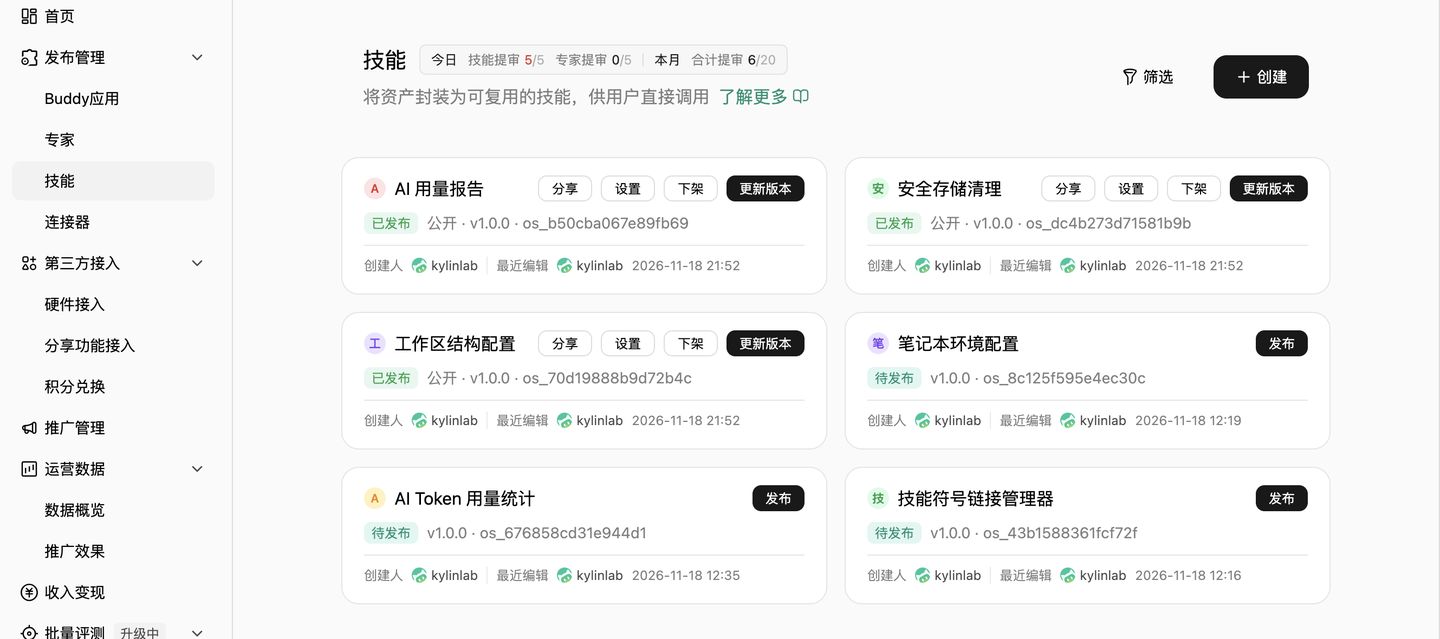 首页
发布管理
Buddy应用
专家
技能
连接器
第三方接入
硬件接入
分享功能接入
积分兑换
推广管理
运营数据
数据概览
推广效果
收入变现
批量评测 升级中
技能 今日 技能提审 5/5 专家提审 0/5 本月 合计提审 6/20
将资产封装为可复用的技能，供用户直接调用 了解更多
筛选
+ 创建
A AI 用量报告 分享 设置 下架 更新版本
已发布 公开 · v1.0.0 · os_b50cba067e89fb69
创建人 kylinlab 最近编辑 kylinlab 2026-11-18 21:52
安 安全存储清理 分享 设置 下架 更新版本
已发布 公开 · v1.0.0 · os_dc4b273d71581b9b
创建人 kylinlab 最近编辑 kylinlab 2026-11-18 21:52
工 工作区结构配置 分享 设置 下架 更新版本
已发布 公开 · v1.0.0 · os_70d19888b9d72b4c
创建人 kylinlab 最近编辑 kylinlab 2026-11-18 21:52
笔 笔记本环境配置 发布
待发布 v1.0.0 · os_8c125f595e4ec30c
创建人 kylinlab 最近编辑 kylinlab 2026-11-18 12:19
A AI Token 用量统计 发布
待发布 v1.0.0 · os_676858cd31e944d1
创建人 kylinlab 最近编辑 kylinlab 2026-11-18 12:35
技 技能符号链接管理器 发布
待发布 v1.0.0 · os_43b1588361fcf72f
创建人 kylinlab 最近编辑 kylinlab 2026-11-18 12:16